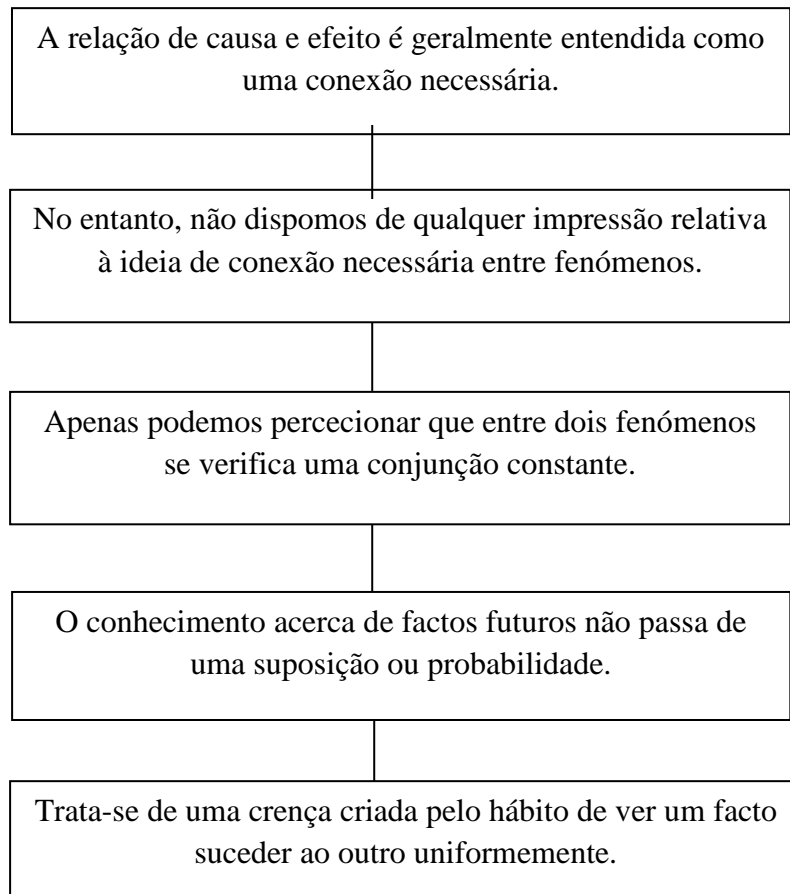 A relação de causa e efeito é geralmente entendida como
uma conexão necessária.
No entanto, não dispomos de qualquer impressão relativa
à ideia de conexão necessária entre fenómenos.
Apenas podemos percecionar que entre dois fenómenos
se verifica uma conjunção constante.
O conhecimento acerca de factos futuros não passa de
uma suposição ou probabilidade.
Trata-se de uma crença criada pelo hábito de ver um facto
suceder ao outro uniformemente.